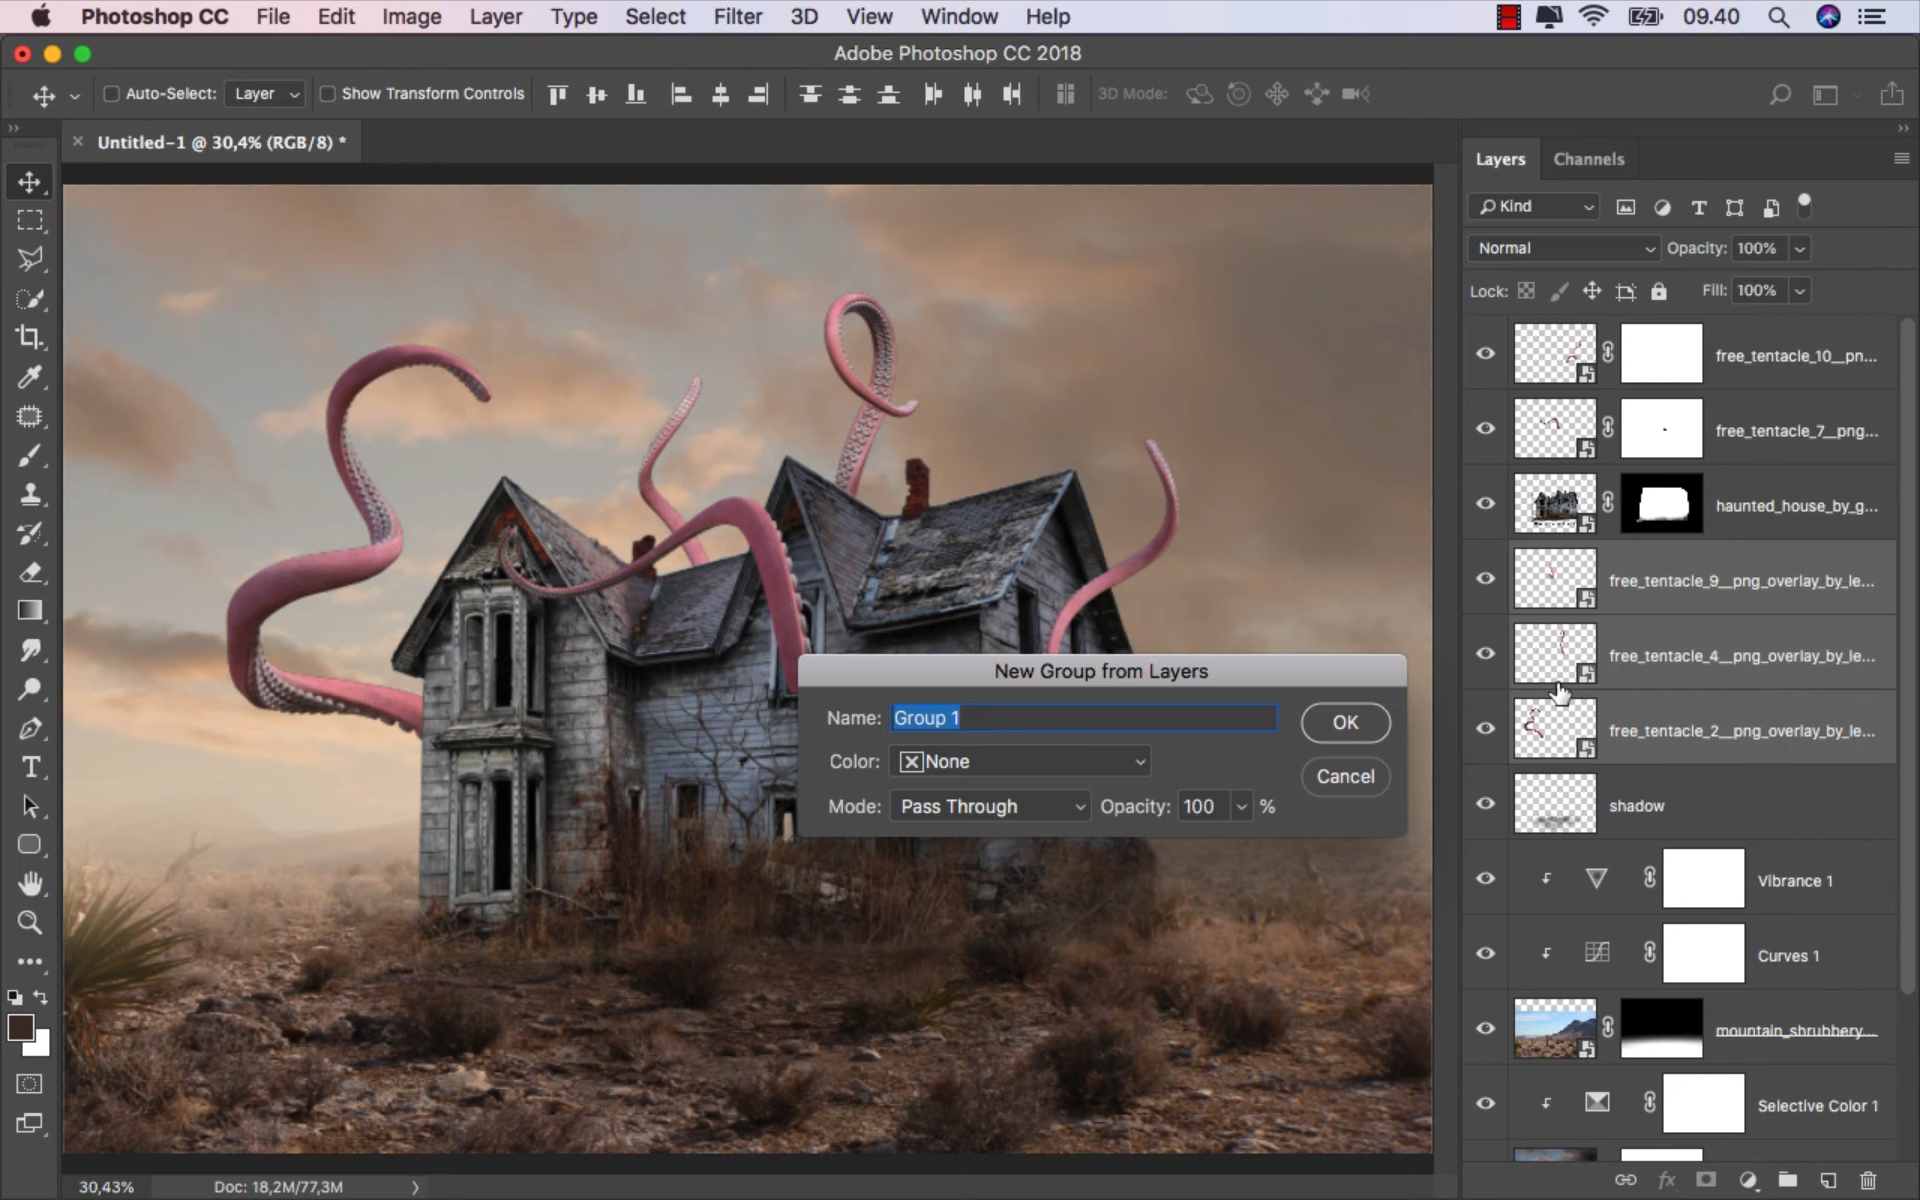 Photoshop CC File Edit Image Layer Type Select Filter 3D View Window Help 09.40
Adobe Photoshop CC 2018
Auto-Select: Layer Show Transform Controls 3D Mode:
Untitled-1 @ 30,4% (RGB/8) *
Layers Channels
Kind
Normal Opacity: 100%
Lock: Fill: 100%
free_tentacle_10__pn...
free_tentacle_7__png...
haunted_house_by_g...
free_tentacle_9__png_overlay_by_le...
free_tentacle_4__png_overlay_by_le...
free_tentacle_2__png_overlay_by_le...
shadow
Vibrance 1
Curves 1
mountain_shrubbery...
Selective Color 1
New Group from Layers
Name: Group 1 OK
Color: None Cancel
Mode: Pass Through Opacity: 100 %
30,43% Doc: 18,2M/77,3M